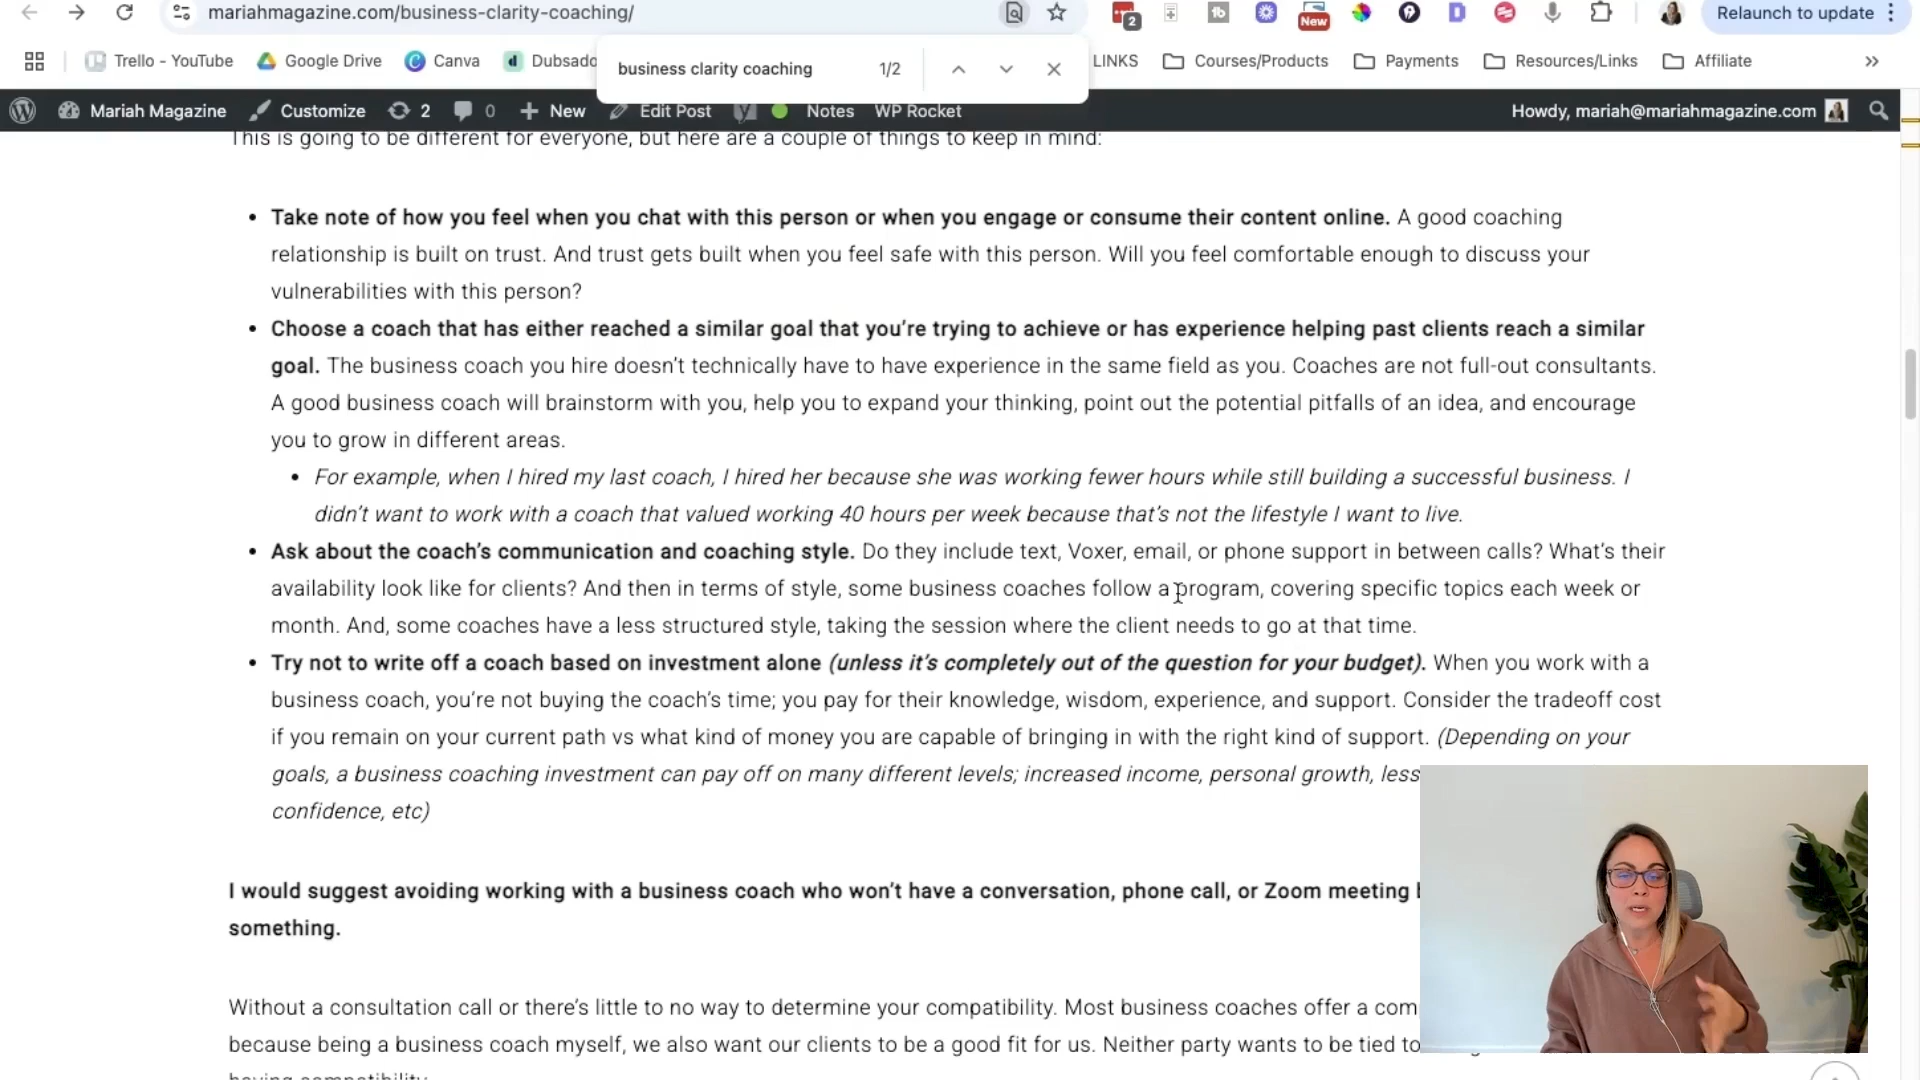 mariahmagazine.com/business-clarity-coaching/
2
New
Relaunch to update
Trello - YouTube
Google Drive
Canva
Dubsado
business clarity coaching
1/2
LINKS
Courses/Products
Payments
Resources/Links
Affiliate
Mariah Magazine
Customize
2
0
New
Edit Post
Notes
WP Rocket
Howdy, mariah@mariahmagazine.com
This is going to be different for everyone, but here are a couple of things to keep in mind:
• Take note of how you feel when you chat with this person or when you engage or consume their content online. A good coaching
relationship is built on trust. And trust gets built when you feel safe with this person. Will you feel comfortable enough to discuss your
vulnerabilities with this person?
• Choose a coach that has either reached a similar goal that you're trying to achieve or has experience helping past clients reach a similar
goal. The business coach you hire doesn't technically have to have experience in the same field as you. Coaches are not full-out consultants.
A good business coach will brainstorm with you, help you to expand your thinking, point out the potential pitfalls of an idea, and encourage
you to grow in different areas.
• For example, when I hired my last coach, I hired her because she was working fewer hours while still building a successful business. I
didn't want to work with a coach that valued working 40 hours per week because that's not the lifestyle I want to live.
• Ask about the coach's communication and coaching style. Do they include text, Voxer, email, or phone support in between calls? What's their
availability look like for clients? And then in terms of style, some business coaches follow a program, covering specific topics each week or
month. And, some coaches have a less structured style, taking the session where the client needs to go at that time.
• Try not to write off a coach based on investment alone (unless it's completely out of the question for your budget). When you work with a
business coach, you're not buying the coach's time; you pay for their knowledge, wisdom, experience, and support. Consider the tradeoff cost
if you remain on your current path vs what kind of money you are capable of bringing in with the right kind of support. (Depending on your
goals, a business coaching investment can pay off on many different levels; increased income, personal growth, less
confidence, etc)
I would suggest avoiding working with a business coach who won't have a conversation, phone call, or Zoom meeting
something.
Without a consultation call or there's little to no way to determine your compatibility. Most business coaches offer a com
because being a business coach myself, we also want our clients to be a good fit for us. Neither party wants to be tied to
having compatibility.